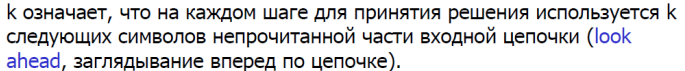 k означает, что на каждом шаге для принятия решения используется k
следующих символов непрочитанной части входной цепочки (look
ahead, заглядывание вперед по цепочке).